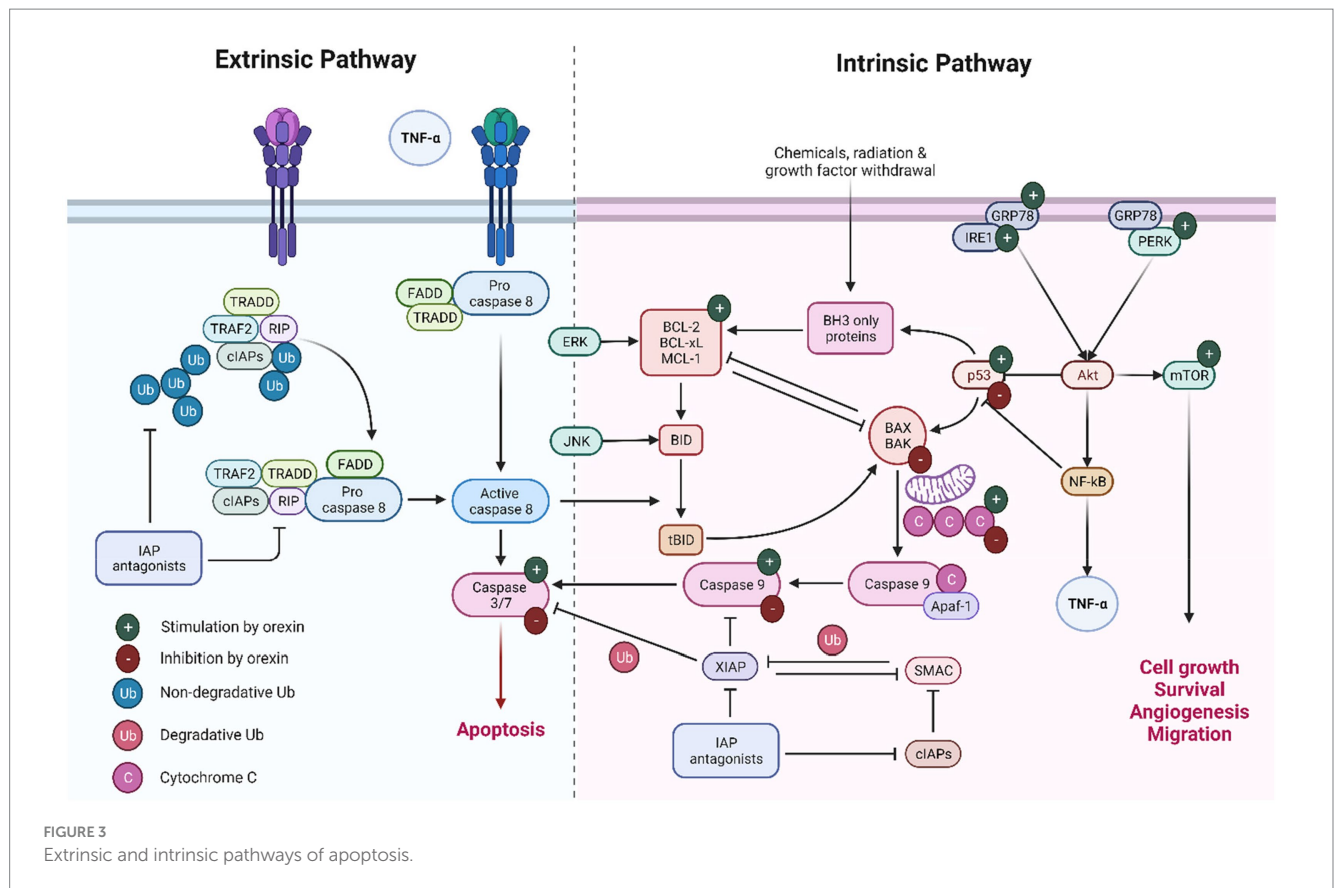 Extrinsic Pathway
Intrinsic Pathway
TNF-α
Chemicals, radiation &
growth factor withdrawal
+
GRP78
IRE1
+
GRP78
+
PERK
TRADD
TRAF2
RIP
cIAPs
Ub
Ub
Ub
Ub
Ub
Ub
FADD
TRADD
Pro
caspase 8
ERK
+
BCL-2
BCL-xL
MCL-1
BH3 only
proteins
+
p53
-
Akt
+
mTOR
JNK
BID
BAX
BAK
-
NF-kB
TRAF2
TRADD
FADD
cIAPs
RIP
Pro
caspase 8
Active
caspase 8
tBID
C
C
C
+
-
IAP
antagonists
Caspase
3/7
+
-
Caspase 9
+
-
Caspase 9
C
Apaf-1
TNF-α
+
Stimulation by orexin
-
Inhibition by orexin
Ub
Non-degradative Ub
Ub
Degradative Ub
C
Cytochrome C
Apoptosis
Ub
XIAP
Ub
SMAC
IAP
antagonists
cIAPs
Cell growth
Survival
Angiogenesis
Migration
FIGURE 3
Extrinsic and intrinsic pathways of apoptosis.